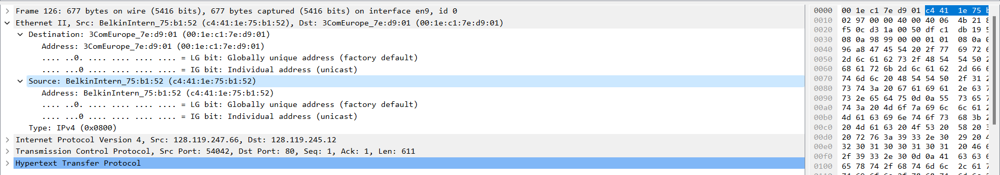 Frame 126: 677 bytes on wire (5416 bits), 677 bytes captured (5416 bits) on interface en9, id 0
Ethernet II, Src: BelkinIntern_75:b1:52 (c4:41:1e:75:b1:52), Dst: 3ComEurope_7e:d9:01 (00:1e:c1:7e:d9:01)
Destination: 3ComEurope_7e:d9:01 (00:1e:c1:7e:d9:01)
Address: 3ComEurope_7e:d9:01 (00:1e:c1:7e:d9:01)
.... ..0. .... .... .... .... = LG bit: Globally unique address (factory default)
.... ...0 .... .... .... .... = IG bit: Individual address (unicast)
Source: BelkinIntern_75:b1:52 (c4:41:1e:75:b1:52)
Address: BelkinIntern_75:b1:52 (c4:41:1e:75:b1:52)
.... ..0. .... .... .... .... = LG bit: Globally unique address (factory default)
.... ...0 .... .... .... .... = IG bit: Individual address (unicast)
Type: IPv4 (0x0800)
Internet Protocol Version 4, Src: 128.119.247.66, Dst: 128.119.245.12
Transmission Control Protocol, Src Port: 54042, Dst Port: 80, Seq: 1, Ack: 1, Len: 611
Hypertext Transfer Protocol
0000 00 1e c1 7e d9 01 c4 41 1e 75
0010 02 97 00 00 40 00 40 06 4b 21
0020 f5 0c d3 1a 00 50 df c1 db 19
0030 08 0a 98 99 00 00 01 01 08 0a
0040 96 a8 47 45 54 20 2f 77 69 72
0050 2d 6c 61 62 73 2f 48 54 54 50
0060 68 61 72 6b 2d 6c 61 62 2d 66
0070 74 6d 6c 20 48 54 54 50 2f 31
0080 73 74 3a 20 67 61 69 61 2e 63
0090 73 2e 65 64 75 0d 0a 55 73 65
00a0 74 3a 20 4d 6f 7a 69 6c 6c 61
00b0 4d 61 63 69 6e 74 6f 73 68 3b
00c0 20 4d 61 63 20 4f 53 20 58 20
00d0 20 72 76 3a 39 33 2e 30 29 20
00e0 32 30 31 30 30 31 30 31 20 46
00f0 2f 39 33 2e 30 0d 0a 41 63 63
0100 65 78 74 2f 68 74 6d 6c 2c 61